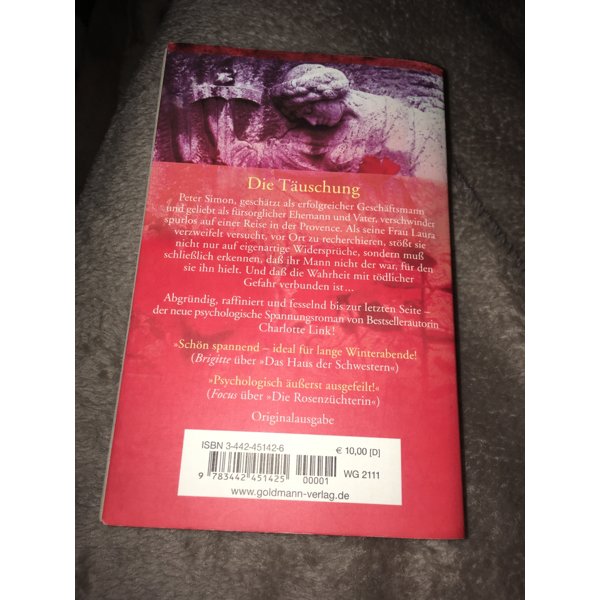 Die Täuschung
Peter Simon, geschätzt als erfolgreicher Geschäftsmann
und geliebt als fürsorglicher Ehemann und Vater, verschwindet
spurlos auf einer Reise in der Provence. Als seine Frau Laura
verzweifelt versucht, vor Ort zu recherchieren, stößt sie
nicht nur auf eigenartige Widersprüche, sondern muß
schließlich erkennen, daß ihr Mann nicht der war, für den
sie ihn hielt. Und daß die Wahrheit mit tödlicher
Gefahr verbunden ist ...
Abgründig, raffiniert und fesselnd bis zur letzten Seite –
der neue psychologische Spannungsroman von Bestsellerautorin
Charlotte Link!
»Schön spannend – ideal für lange Winterabende!
(Brigitte über »Das Haus der Schwestern«)
»Psychologisch äußerst ausgefeilt!«
(Focus über »Die Rosenzüchterin«)
Originalausgabe
ISBN 3-442-45142-6
€ 10,00 [D]
00001
WG 2111
9 783442 451425
www.goldmann-verlag.de